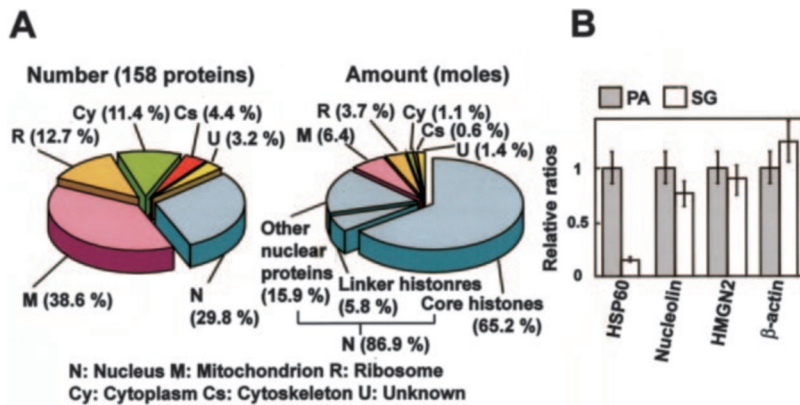 A
Number (158 proteins)
Cy (11.4 %)
Cs (4.4 %)
R (12.7 %)
U (3.2 %)
M (38.6 %)
N
(29.8 %)
Amount (moles)
R (3.7 %)
Cy (1.1 %)
M (6.4)
Cs (0.6 %)
U (1.4 %)
Other
nuclear
proteins
(15.9 %)
Linker histonres
(5.8 %)
Core histones
(65.2 %)
N (86.9 %)
N: Nucleus M: Mitochondrion R: Ribosome
Cy: Cytoplasm Cs: Cytoskeleton U: Unknown
B
PA SG
Relative ratios
1
0.5
0
HSP60
Nucleolin
HMGN2
β-actin